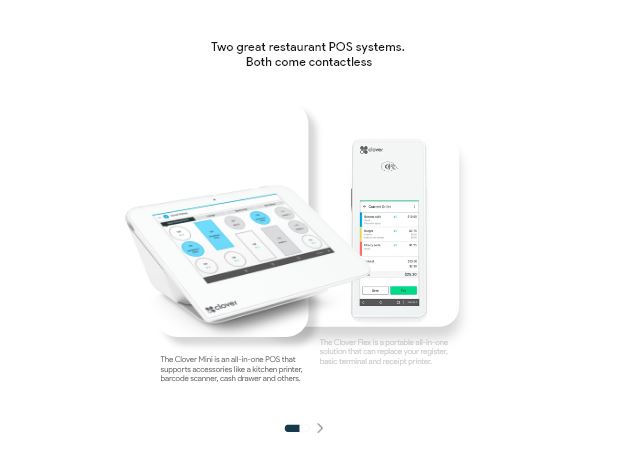 Two great restaurant POS systems.
Both come contactless
clover
Current Order
clover
The Clover Mini is an all-in-one POS that
supports accessories like a kitchen printer,
barcode scanner, cash drawer and others.
The Clover Flex is a portable all-in-one
solution that can replace your register,
basic terminal and receipt printer.